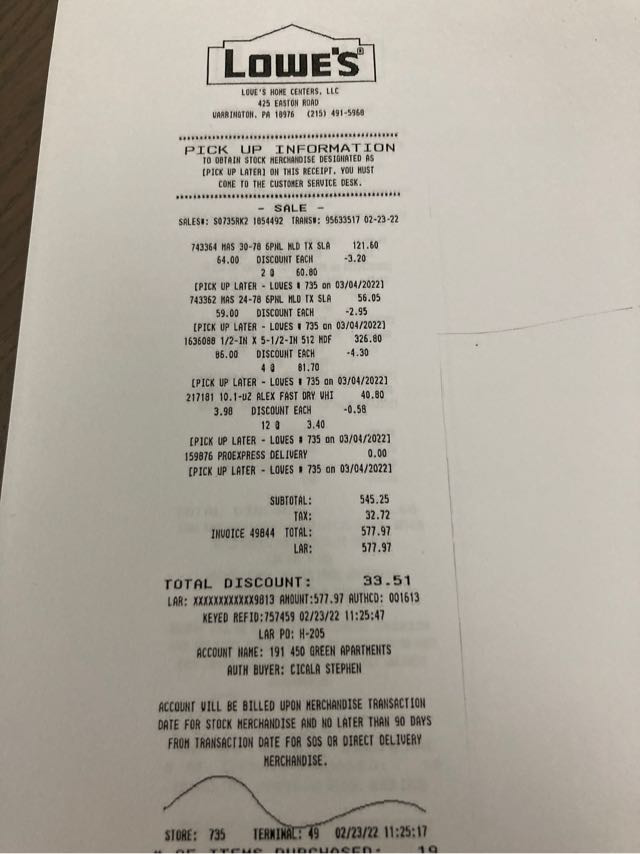 LOWE'S®
LOWE'S HOME CENTERS, LLC
425 EASTON ROAD
WARRINGTON, PA 18976 (215) 491-5968
PICK UP INFORMATION
TO OBTAIN STOCK MERCHANDISE DESIGNATED AS
[PICK UP LATER] ON THIS RECEIPT, YOU MUST
COME TO THE CUSTOMER SERVICE DESK.
- SALE -
SALES#: S0735RK2 1854492 TRANS#: 95633517 02-23-22
743364 MAS 30-78 6PNL MLD TX SLA 121.60
64.00 DISCOUNT EACH -3.20
2 @ 60.80
[PICK UP LATER - LOWES # 735 on 03/04/2022]
743362 MAS 24-78 6PNL MLD TX SLA 56.05
59.00 DISCOUNT EACH -2.95
[PICK UP LATER - LOWES # 735 on 03/04/2022]
1636088 1/2-IN X 5-1/2-IN 512 MDF 326.80
86.00 DISCOUNT EACH -4.30
4 @ 81.70
[PICK UP LATER - LOWES # 735 on 03/04/2022]
217181 10.1-OZ ALEX FAST DRY WHI 40.80
3.98 DISCOUNT EACH -0.58
12 @ 3.40
[PICK UP LATER - LOWES # 735 on 03/04/2022]
159876 PROEXPRESS DELIVERY 0.00
[PICK UP LATER - LOWES # 735 on 03/04/2022]
SUBTOTAL: 545.25
TAX: 32.72
INVOICE 49844 TOTAL: 577.97
LAR: 577.97
TOTAL DISCOUNT: 33.51
LAR: XXXXXXXXXXXX9813 AMOUNT:577.97 AUTHCD: 001613
KEYED REFID:757459 02/23/22 11:25:47
LAR PO: H-205
ACCOUNT NAME: 191 450 GREEN APARTMENTS
AUTH BUYER: CICALA STEPHEN
ACCOUNT WILL BE BILLED UPON MERCHANDISE TRANSACTION
DATE FOR STOCK MERCHANDISE AND NO LATER THAN 90 DAYS
FROM TRANSACTION DATE FOR SOS OR DIRECT DELIVERY
MERCHANDISE.
STORE: 735 TERMINAL: 49 02/23/22 11:25:17
# OF ITEMS PURCHASED: 19